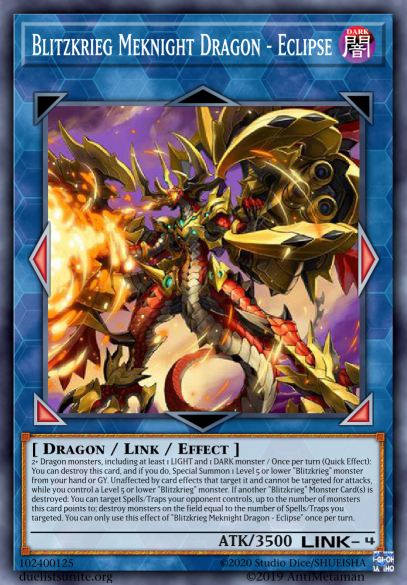 Blitzkrieg Meknight Dragon - Eclipse
DARK
闇
[ Dragon / Link / Effect ]
2+ Dragon monsters, including at least 1 LIGHT and 1 DARK monster / Once per turn (Quick Effect):
You can destroy this card, and if you do, Special Summon 1 Level 5 or lower "Blitzkrieg" monster
from your hand or GY. Unaffected by card effects that target it and cannot be targeted for attacks,
while you control a Level 5 or lower "Blitzkrieg" monster. If another "Blitzkrieg" Monster Card(s) is
destroyed: You can target Spells/Traps your opponent controls, up to the number of monsters
this card points to; destroy monsters on the field equal to the number of Spells/Traps you
targeted. You can only use this effect of "Blitzkrieg Meknight Dragon - Eclipse" once per turn.
ATK/3500 LINK-4
102400125 ©2020 Studio Dice/SHUEISHA
duelistsunite.org ©2019 AntiMetaman